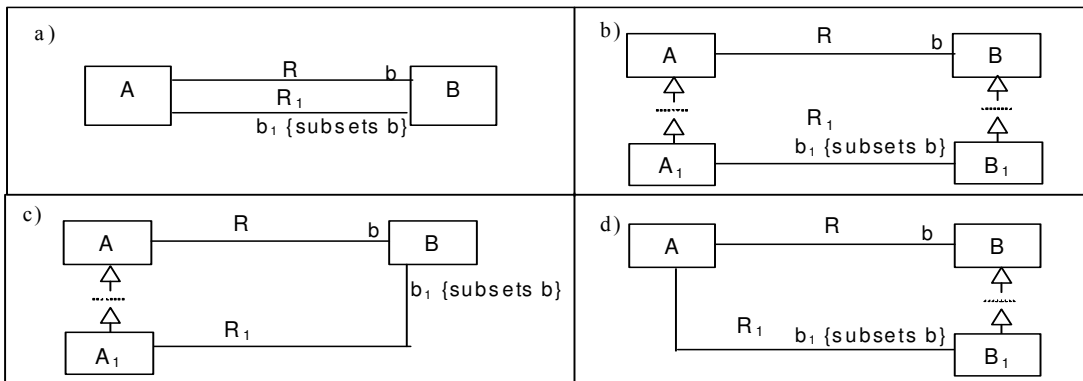 a)
R
b
A
B
R₁
b₁ {subsets b}
b)
R
b
A
B
R₁
b₁ {subsets b}
A₁
B₁
c)
R
b
A
B
b₁ {subsets b}
R₁
A₁
d)
R
b
A
B
R₁
b₁ {subsets b}
B₁